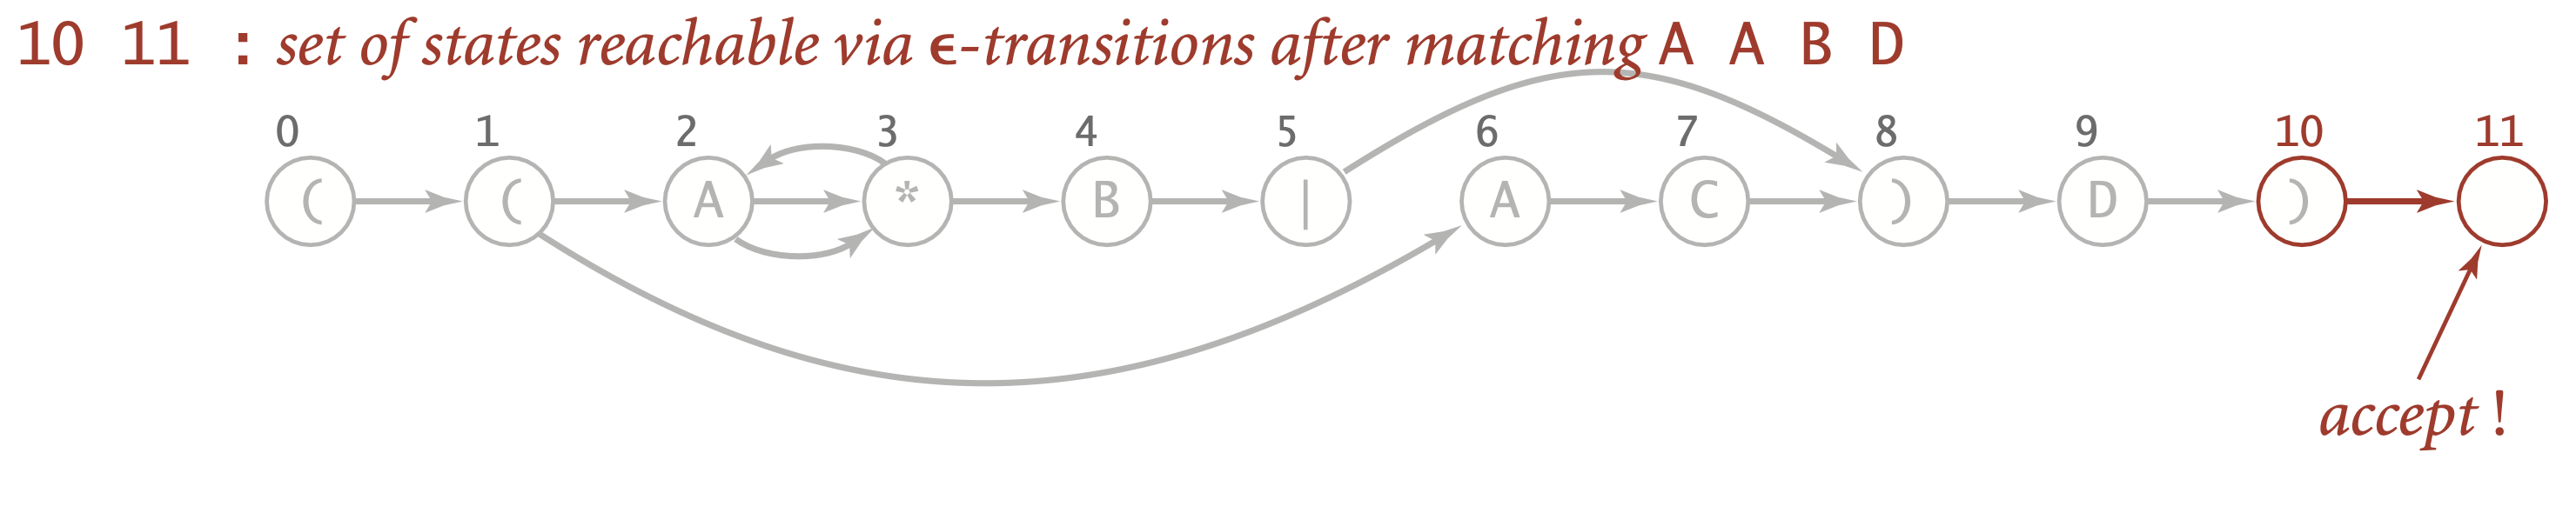 10 11 : set of states reachable via ϵ-transitions after matching A A B D
0 1 2 3 4 5 6 7 8 9 10 11
( ( A * B | A C ) D )
accept !